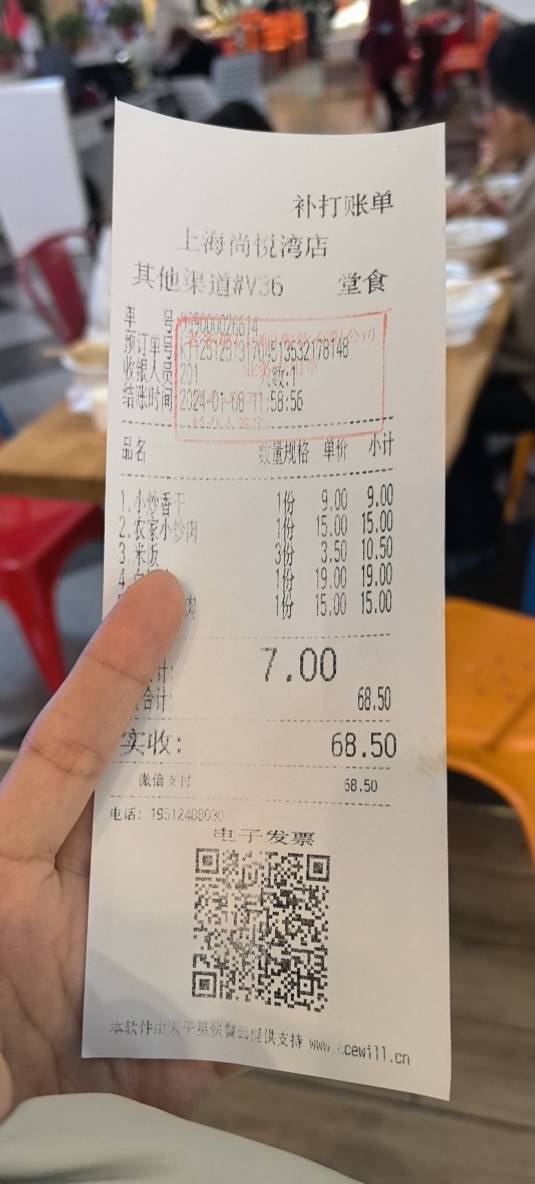 补打账单
上海尚悦湾店
其他渠道#V36 堂食
单 号
预订单号
收银人员:201 人数:1
结账时间:2024-01-08 11:58:56
品名 数量规格 单价 小计
1.小炒香干 1份 9.00 9.00
2.农家小炒肉 1份 15.00 15.00
3.米饭 3份 3.50 10.50
4. 1份 19.00 19.00
肉 1份 15.00 15.00
计: 7.00
合计: 68.50
实收: 68.50
微信支付 68.50
电话: 19512488030
电子发票
本软件由天子星快餐云提供支持 www.acewill.cn